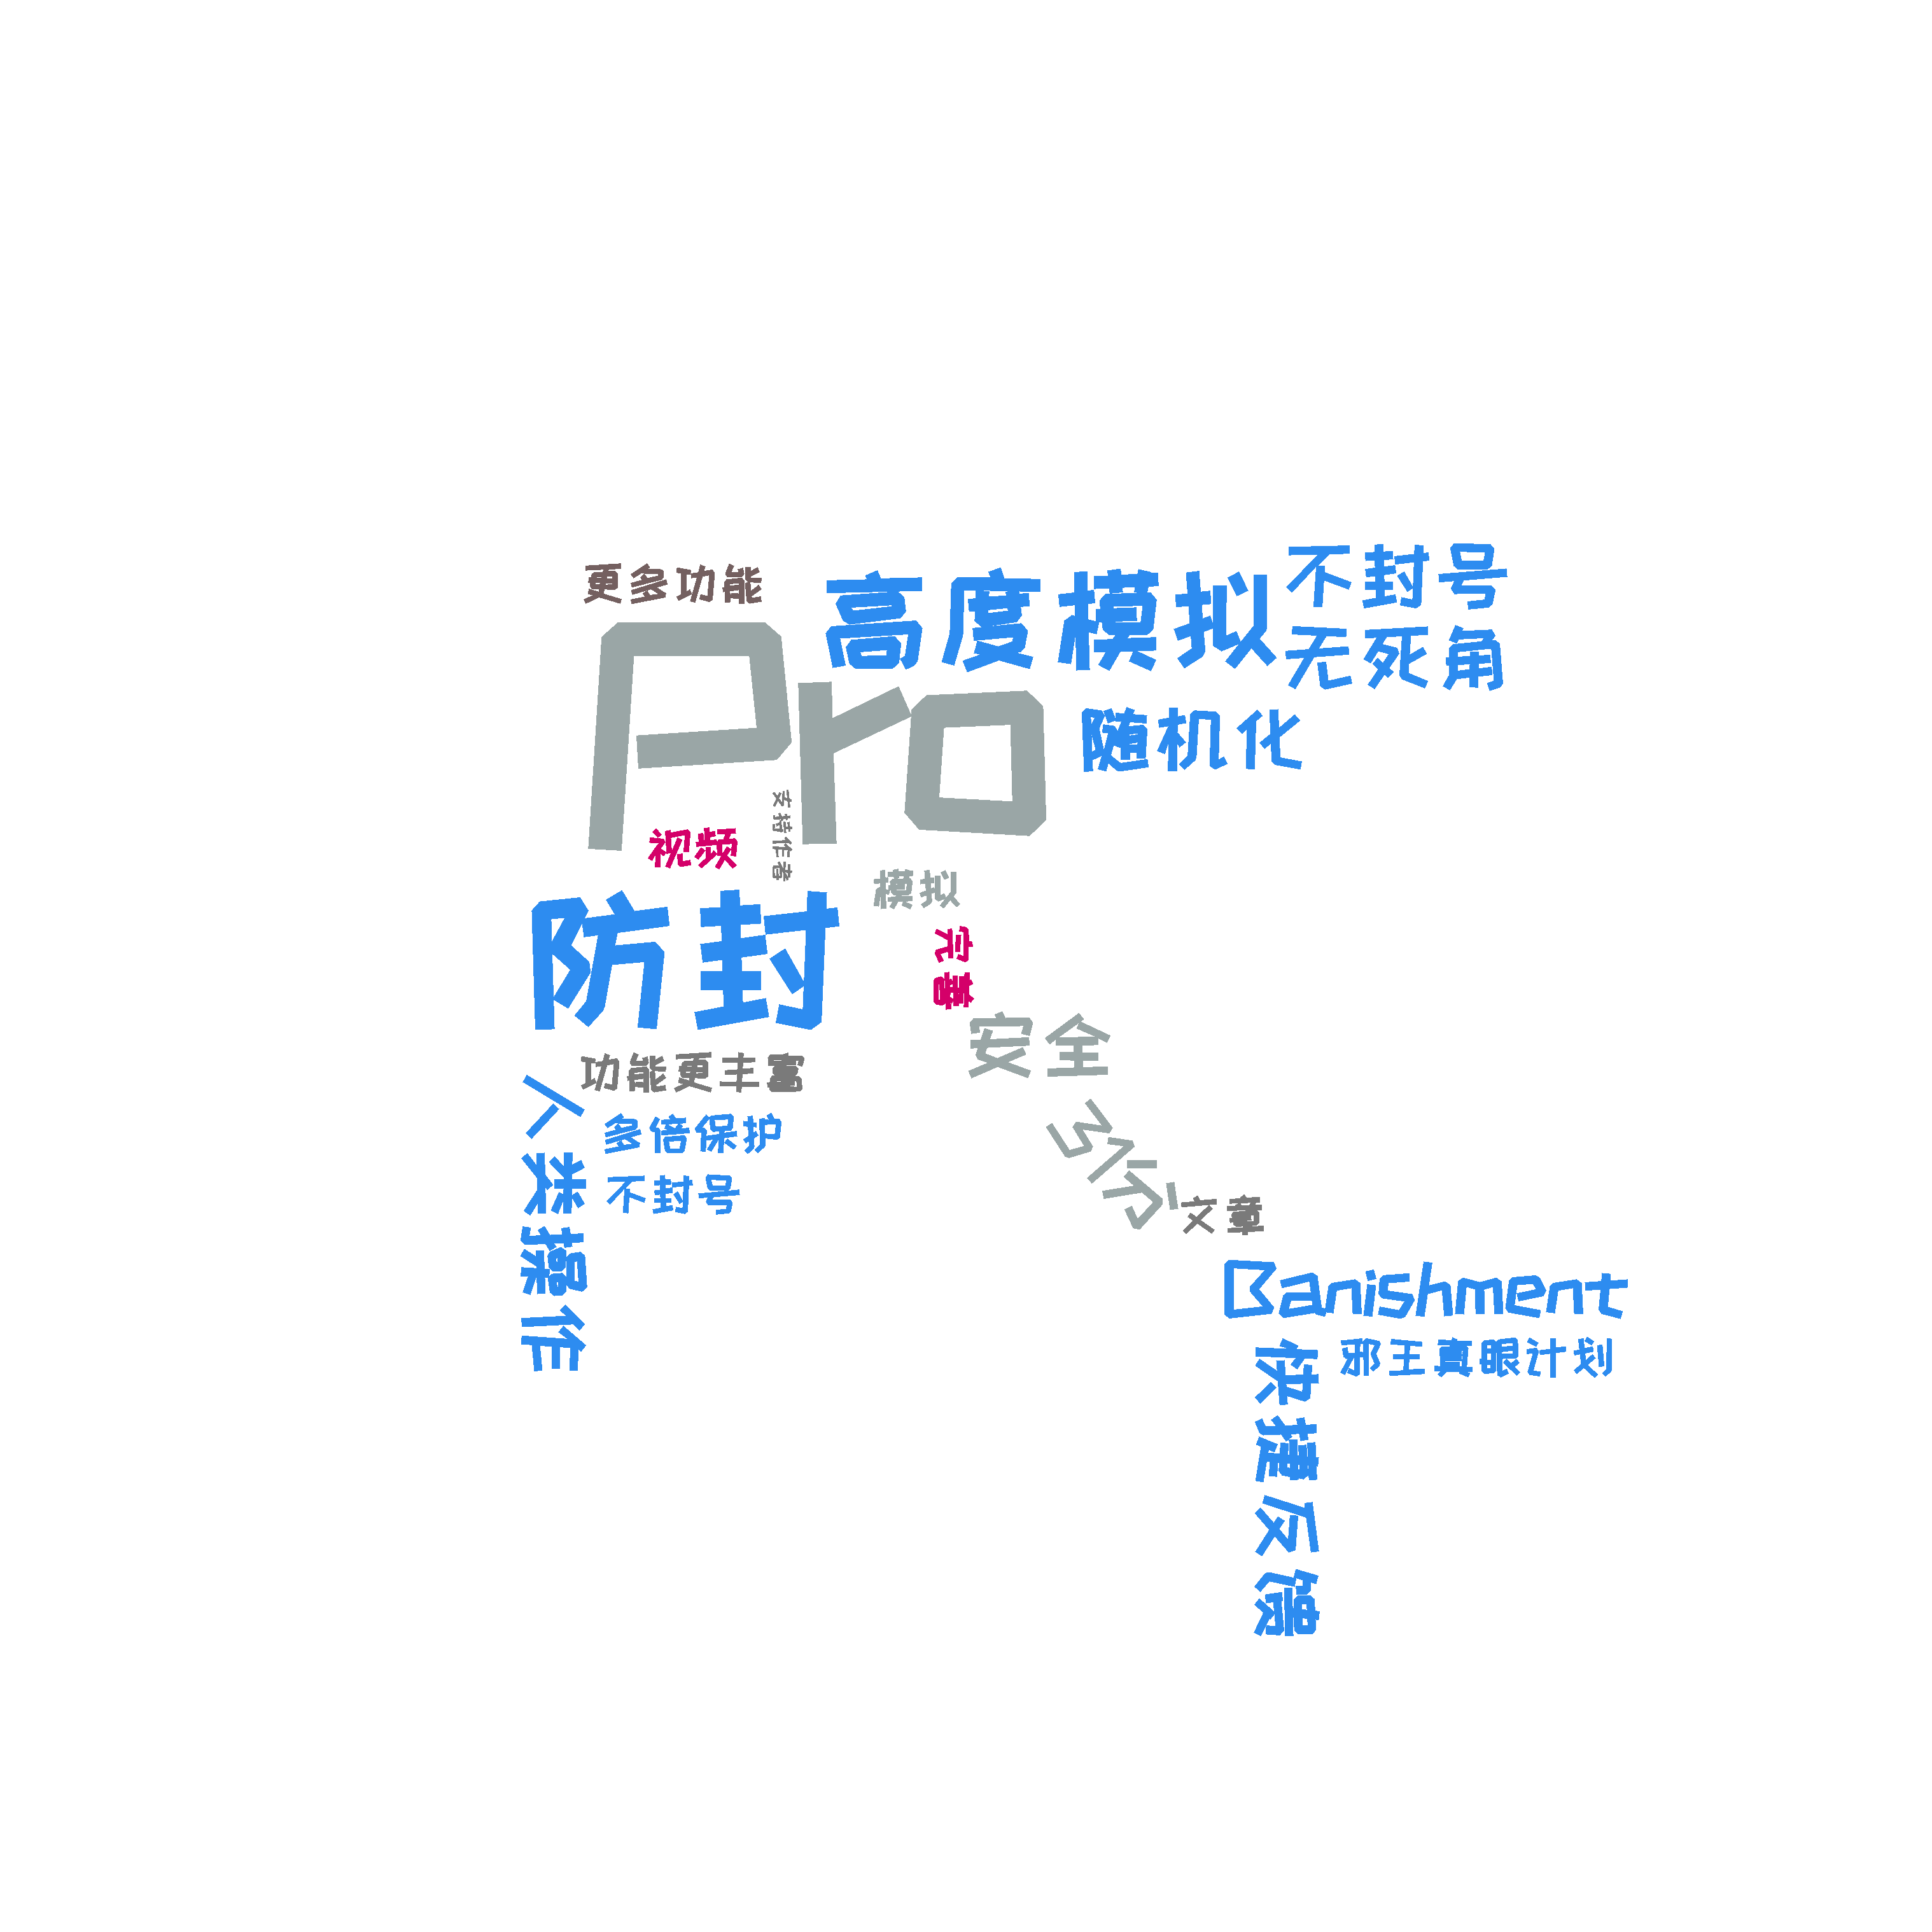 更多功能
高度模拟
不封号
无死角
Pro
随机化
支持作者
视频
模拟
防封
安全
功能更丰富
人类操作
多倍保护
37分
不封号
文章
Banishment
邪王真眼计划
快捷反馈